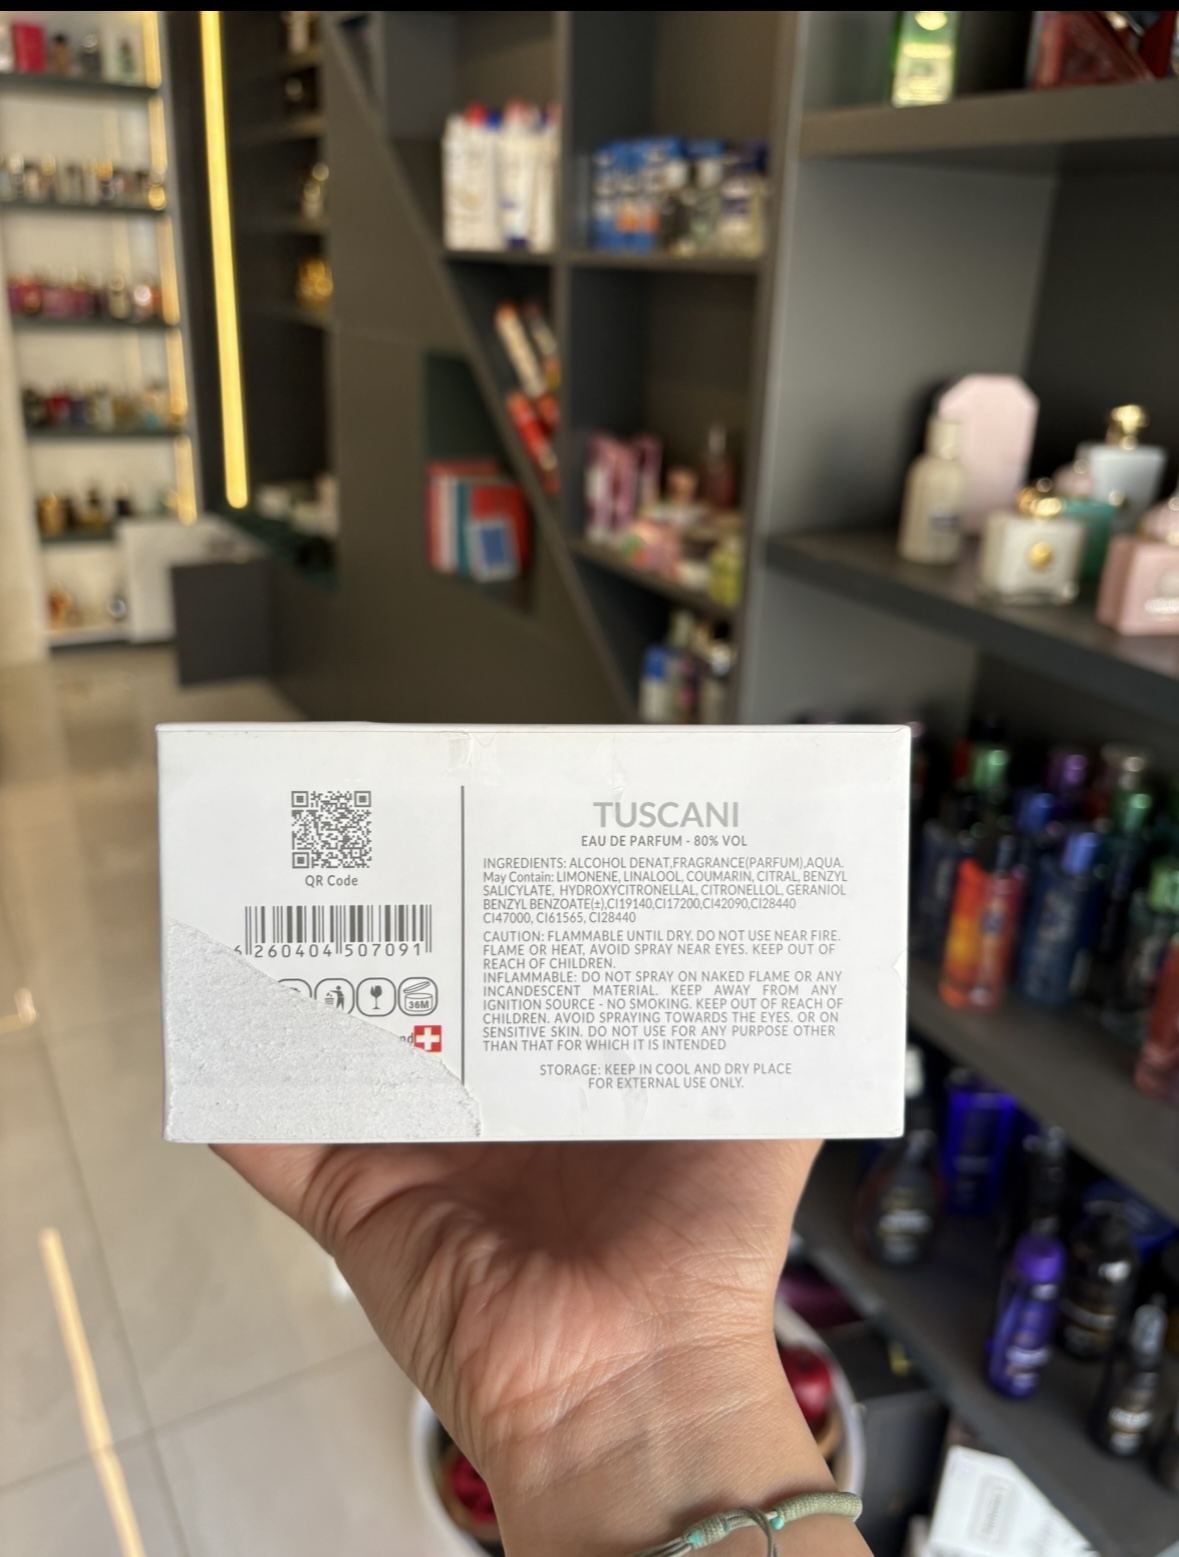 QR Code
6 260404 507091
36M
TUSCANI
EAU DE PARFUM - 80% VOL
INGREDIENTS: ALCOHOL DENAT,FRAGRANCE(PARFUM),AQUA.
May Contain: LIMONENE, LINALOOL, COUMARIN, CITRAL, BENZYL
SALICYLATE, HYDROXYCITRONELLAL, CITRONELLOL, GERANIOL
BENZYL BENZOATE(±),CI19140,CI17200,CI42090,CI28440
CI47000, CI61565, CI28440
CAUTION: FLAMMABLE UNTIL DRY. DO NOT USE NEAR FIRE.
FLAME OR HEAT, AVOID SPRAY NEAR EYES. KEEP OUT OF
REACH OF CHILDREN.
INFLAMMABLE: DO NOT SPRAY ON NAKED FLAME OR ANY
INCANDESCENT MATERIAL. KEEP AWAY FROM ANY
IGNITION SOURCE - NO SMOKING. KEEP OUT OF REACH OF
CHILDREN. AVOID SPRAYING TOWARDS THE EYES. OR ON
SENSITIVE SKIN. DO NOT USE FOR ANY PURPOSE OTHER
THAN THAT FOR WHICH IT IS INTENDED
STORAGE: KEEP IN COOL AND DRY PLACE
FOR EXTERNAL USE ONLY.